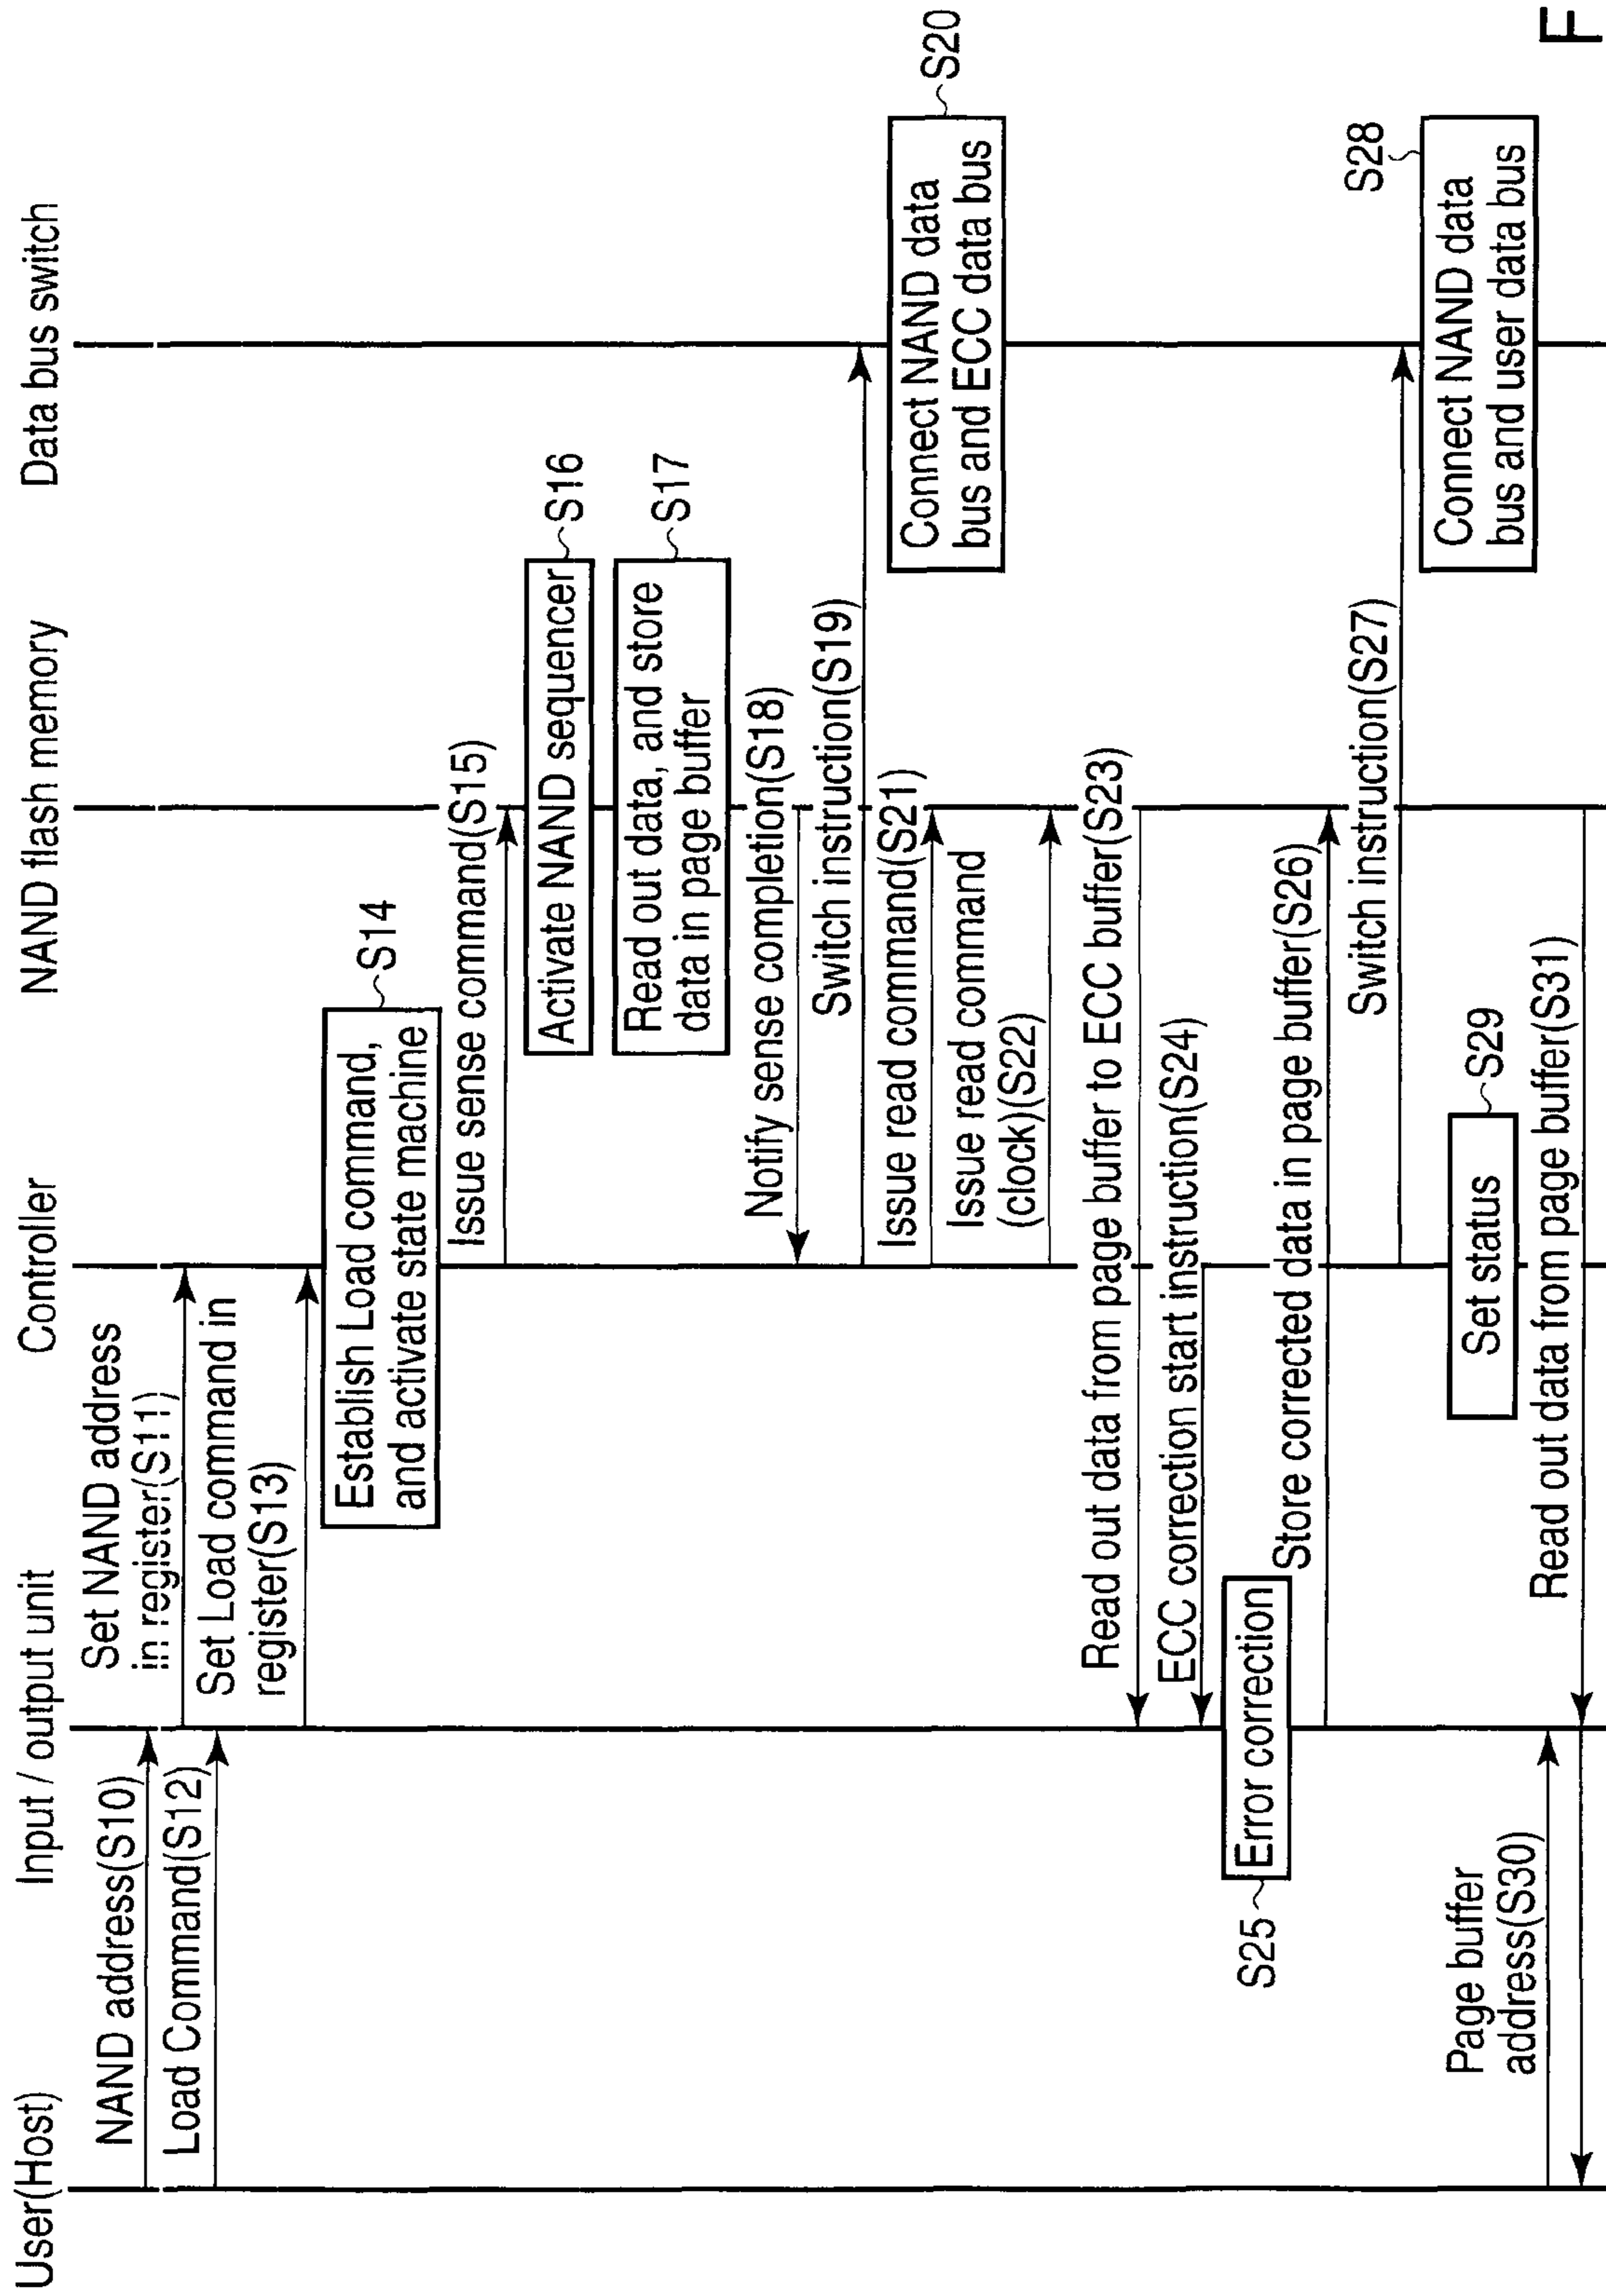 User(Host)
Input / output unit
Controller
NAND flash memory
Data bus switch
NAND address(S10)
Set NAND address
in register(S11)
Load Command(S12)
Set Load command in
register(S13)
Establish Load command,
and activate state machine
S14
Issue sense command(S15)
Activate NAND sequencer
S16
Read out data, and store
data in page buffer
S17
Notify sense completion(S18)
Switch instruction(S19)
Connect NAND data
bus and ECC data bus
S20
Issue read command(S21)
Issue read command
(clock)(S22)
Read out data from page buffer to ECC buffer(S23)
ECC correction start instruction(S24)
S25
Error correction
Store corrected data in page buffer(S26)
Switch instruction(S27)
S28
Connect NAND data
bus and user data bus
Set status
S29
Page buffer
address(S30)
Read out data from page buffer(S31)
F